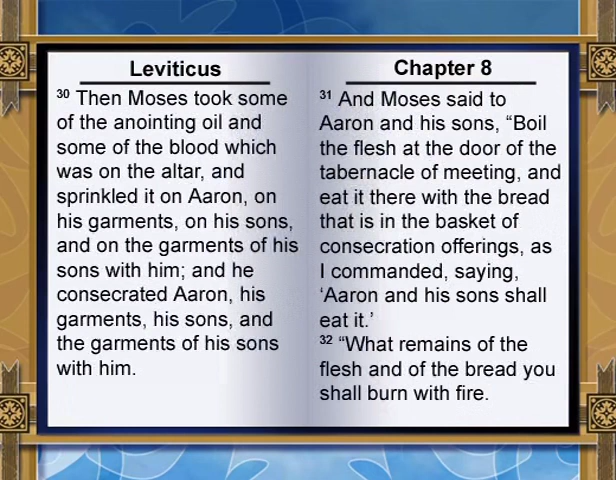 Leviticus
30 Then Moses took some
of the anointing oil and
some of the blood which
was on the altar, and
sprinkled it on Aaron, on
his garments, on his sons,
and on the garments of his
sons with him; and he
consecrated Aaron, his
garments, his sons, and
the garments of his sons
with him.
Chapter 8
31 And Moses said to
Aaron and his sons, “Boil
the flesh at the door of the
tabernacle of meeting, and
eat it there with the bread
that is in the basket of
consecration offerings, as
I commanded, saying,
‘Aaron and his sons shall
eat it.’
32 “What remains of the
flesh and of the bread you
shall burn with fire.